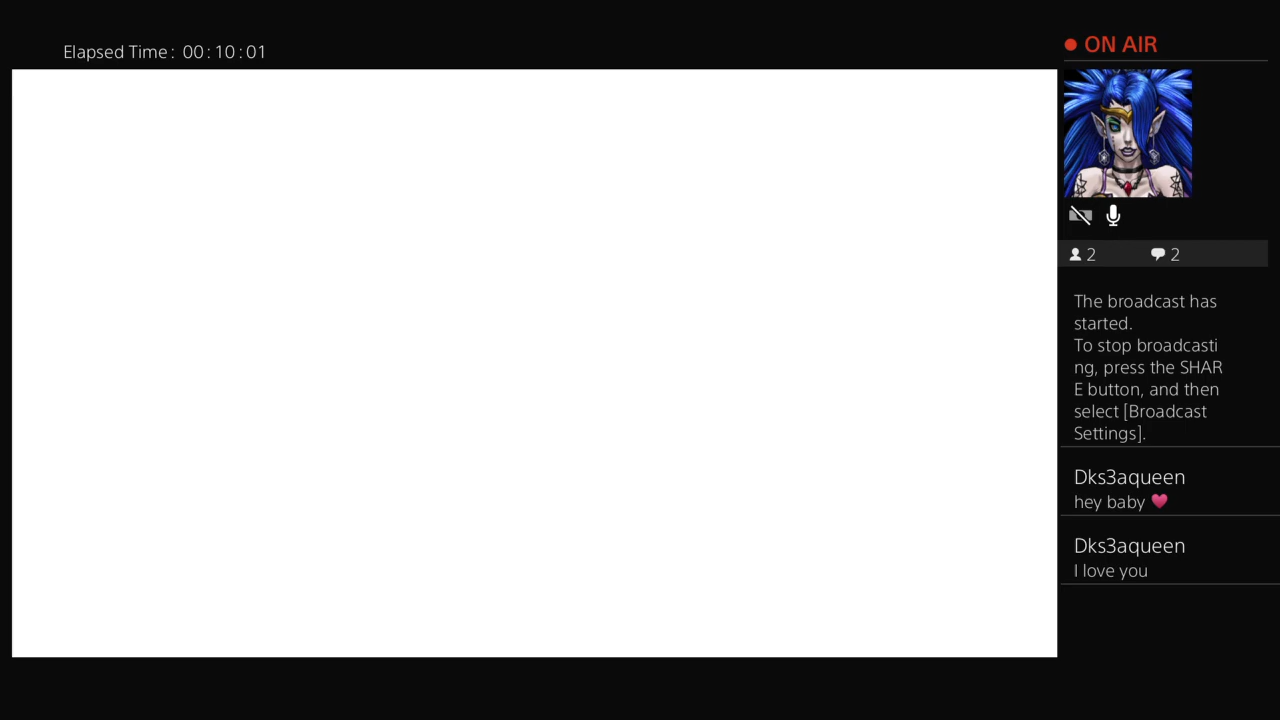 Elapsed Time: 00:10:01
ON AIR
2 2
The broadcast has
started.
To stop broadcasti
ng, press the SHAR
E button, and then
select [Broadcast
Settings].
Dks3aqueen
hey baby 💗
Dks3aqueen
I love you